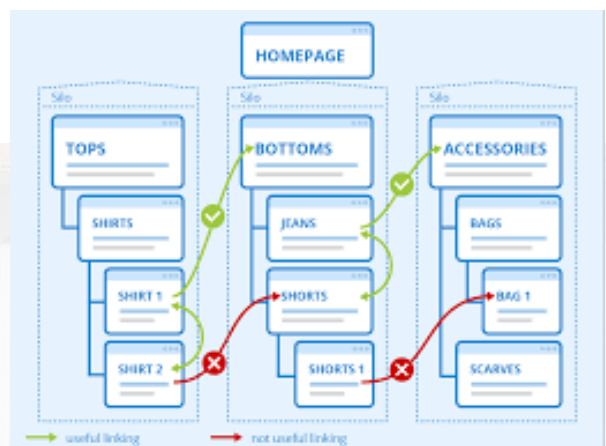 HOMEPAGE
Silo
Silo
Silo
TOPS
BOTTOMS
ACCESSORIES
SHIRTS
JEANS
BAGS
SHIRT 1
SHORTS
BAG 1
SHIRT 2
SHORTS 1
SCARVES
useful linking
not useful linking